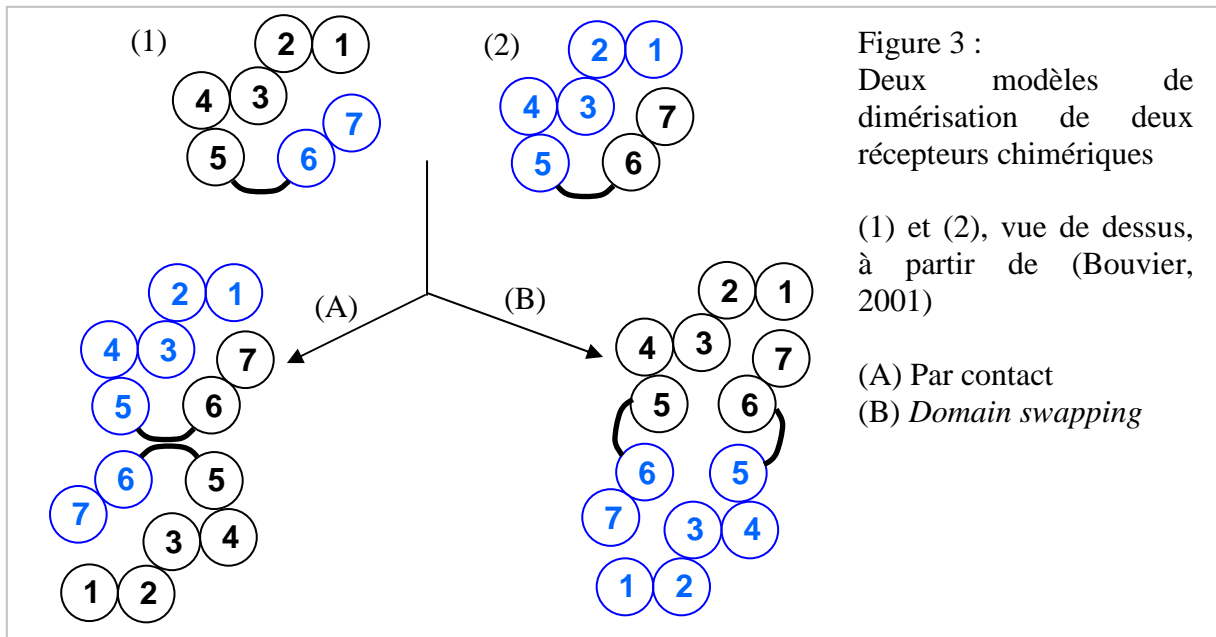 (1)
2 1
4 3
7
5 6
(2)
2 1
4 3 7
5 6
(A)
(B)
2 1
4 3 7
5 6
6 5
7
3 4
1 2
2 1
4 3 7
5 6
6 5
7 3 4
1 2
Figure 3 :
Deux modèles de
dimérisation de deux
récepteurs chimériques
(1) et (2), vue de dessus,
à partir de (Bouvier,
2001)
(A) Par contact
(B) Domain swapping